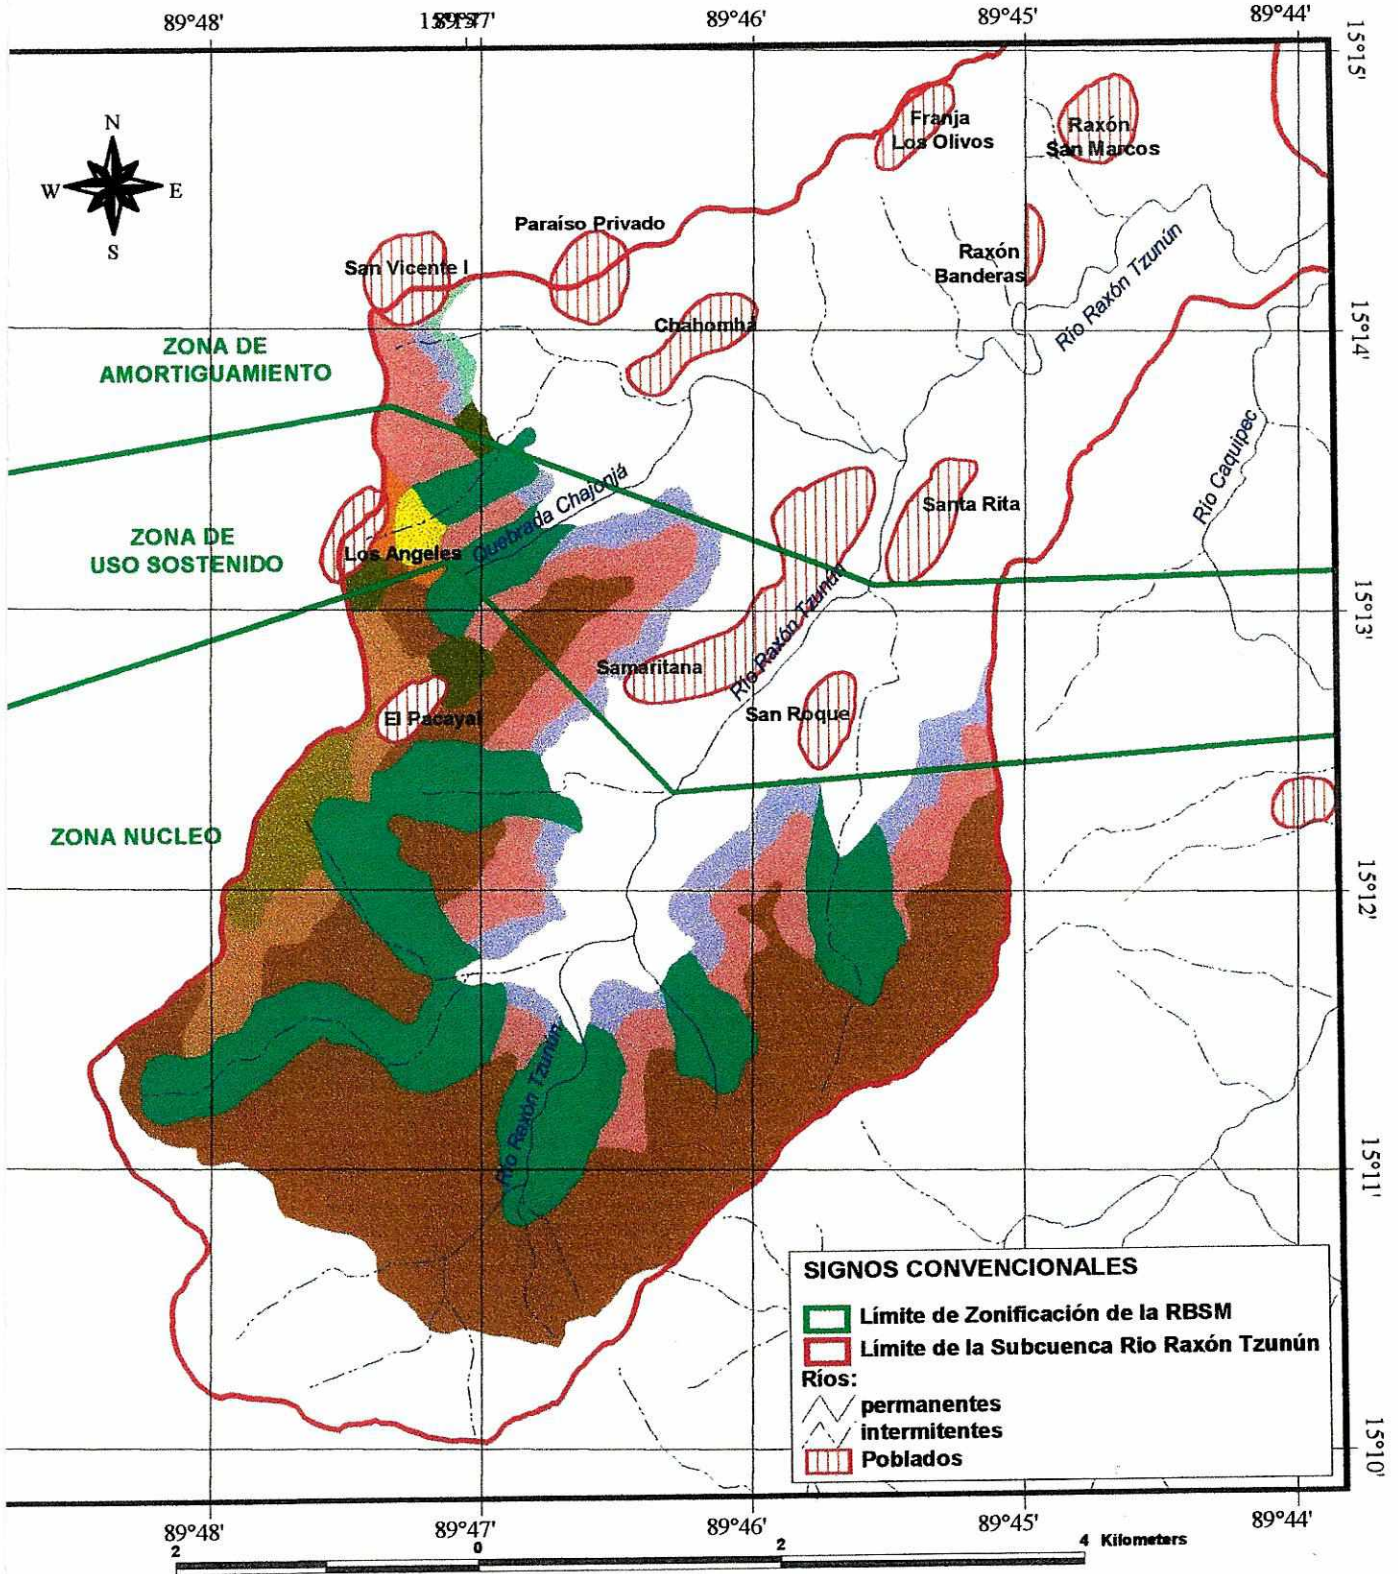 89°48'
89°47'
89°46'
89°45'
89°44'
15°15'
N
W
E
S
Franja
Los Olivos
Raxón
San Marcos
Paraíso Privado
San Vicente I
Raxón
Banderas
Río Raxón Tzunún
Chahomhá
15°14'
ZONA DE
AMORTIGUAMIENTO
Río Caquipec
Quebrada Chajonjá
Santa Rita
ZONA DE
USO SOSTENIDO
Los Angeles
15°13'
Río Raxón Tzunún
Samaritana
San Roque
El Pacayal
ZONA NUCLEO
15°12'
Río Raxón Tzunún
15°11'
SIGNOS CONVENCIONALES
Límite de Zonificación de la RBSM
Límite de la Subcuenca Rio Raxón Tzunún
Ríos:
permanentes
intermitentes
Poblados
15°10'
89°48'
89°47'
89°46'
89°45'
89°44'
2
0
2
4 Kilometers